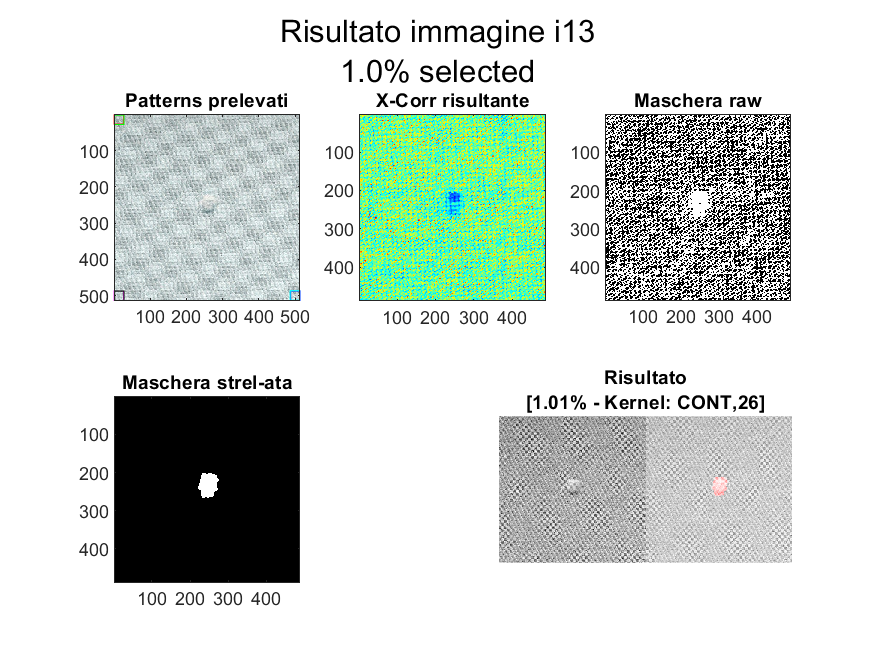 Risultato immagine i13
1.0% selected
Patterns prelevati
100
200
300
400
500
100 200 300 400 500
X-Corr risultante
100
200
300
400
100 200 300 400
Maschera raw
100
200
300
400
100 200 300 400
Maschera strel-ata
100
200
300
400
100 200 300 400
Risultato
[1.01% - Kernel: CONT,26]